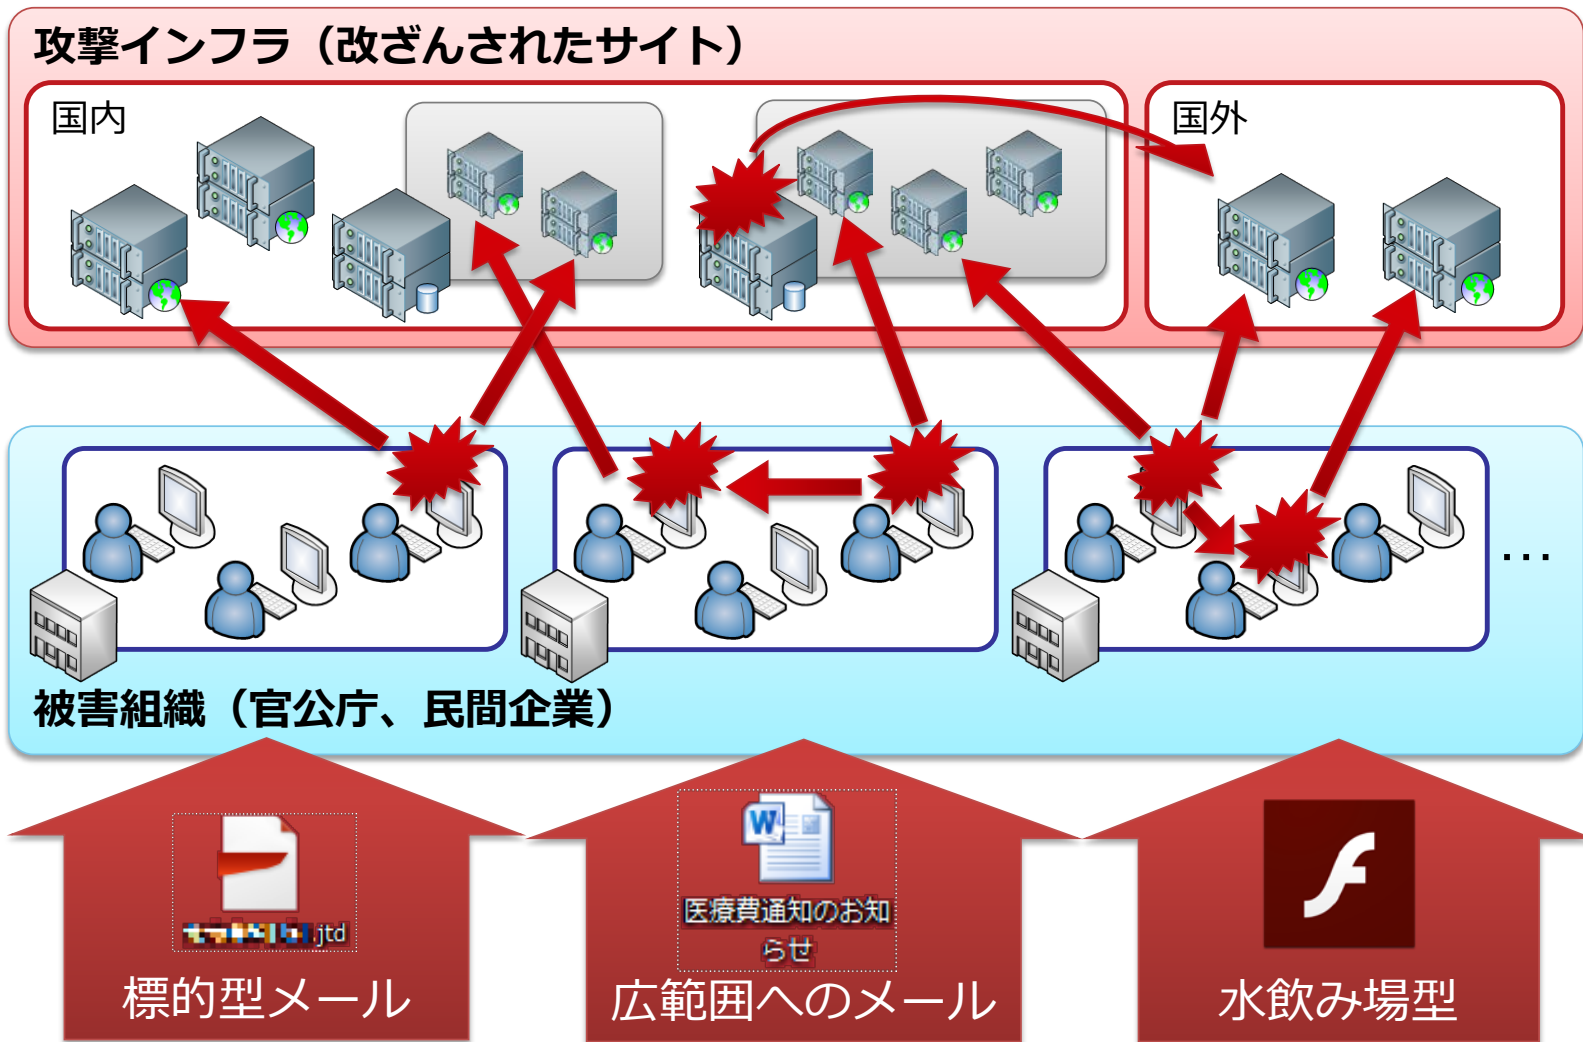 攻撃インフラ（改ざんされたサイト）
国内
国外
…
被害組織（官公庁、民間企業）
.jtd
標的型メール
W
医療費通知のお知
らせ
広範囲へのメール
水飲み場型